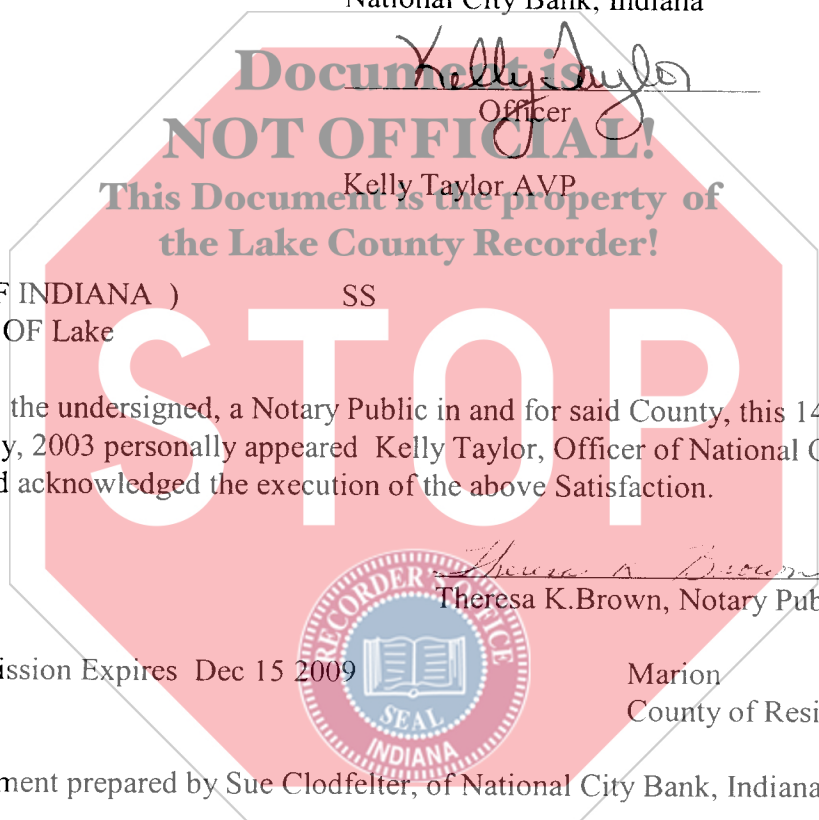 National City Bank, Indiana
Kelly Taylor
Officer
Document is
NOT OFFICIAL!
Kelly Taylor AVP
This Document is the property of
the Lake County Recorder!
F INDIANA ) SS
OF Lake
STOP
the undersigned, a Notary Public in and for said County, this 14
y, 2003 personally appeared Kelly Taylor, Officer of National C
d acknowledged the execution of the above Satisfaction.
Theresa K Brown
Theresa K.Brown, Notary Pub
RECORDER'S OFFICE
SEAL
INDIANA
ission Expires Dec 15 2009 Marion
County of Resi
ment prepared by Sue Clodfelter, of National City Bank, Indiana